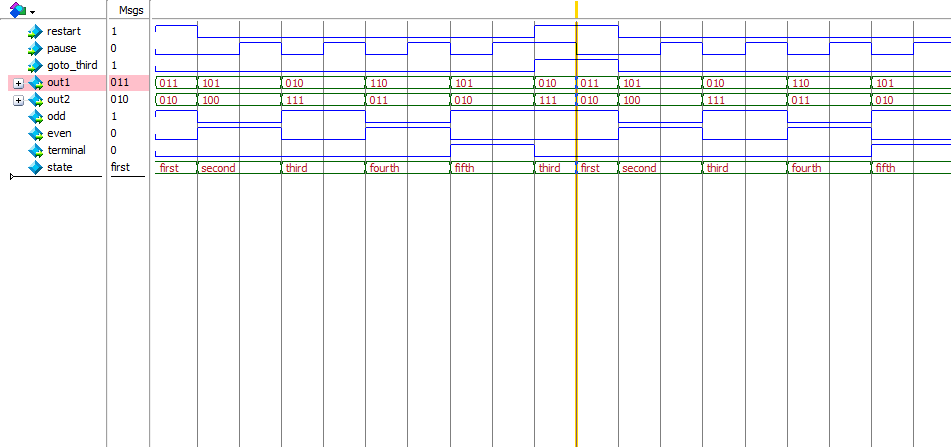 Msgs
restart 1
pause 0
goto_third 1
out1 011 011 101 010 110 101 010 011 101 010 110 101
out2 010 010 100 111 011 010 111 010 100 111 011 010
odd 1
even 0
terminal 0
state first first second third fourth fifth third first second third fourth fifth